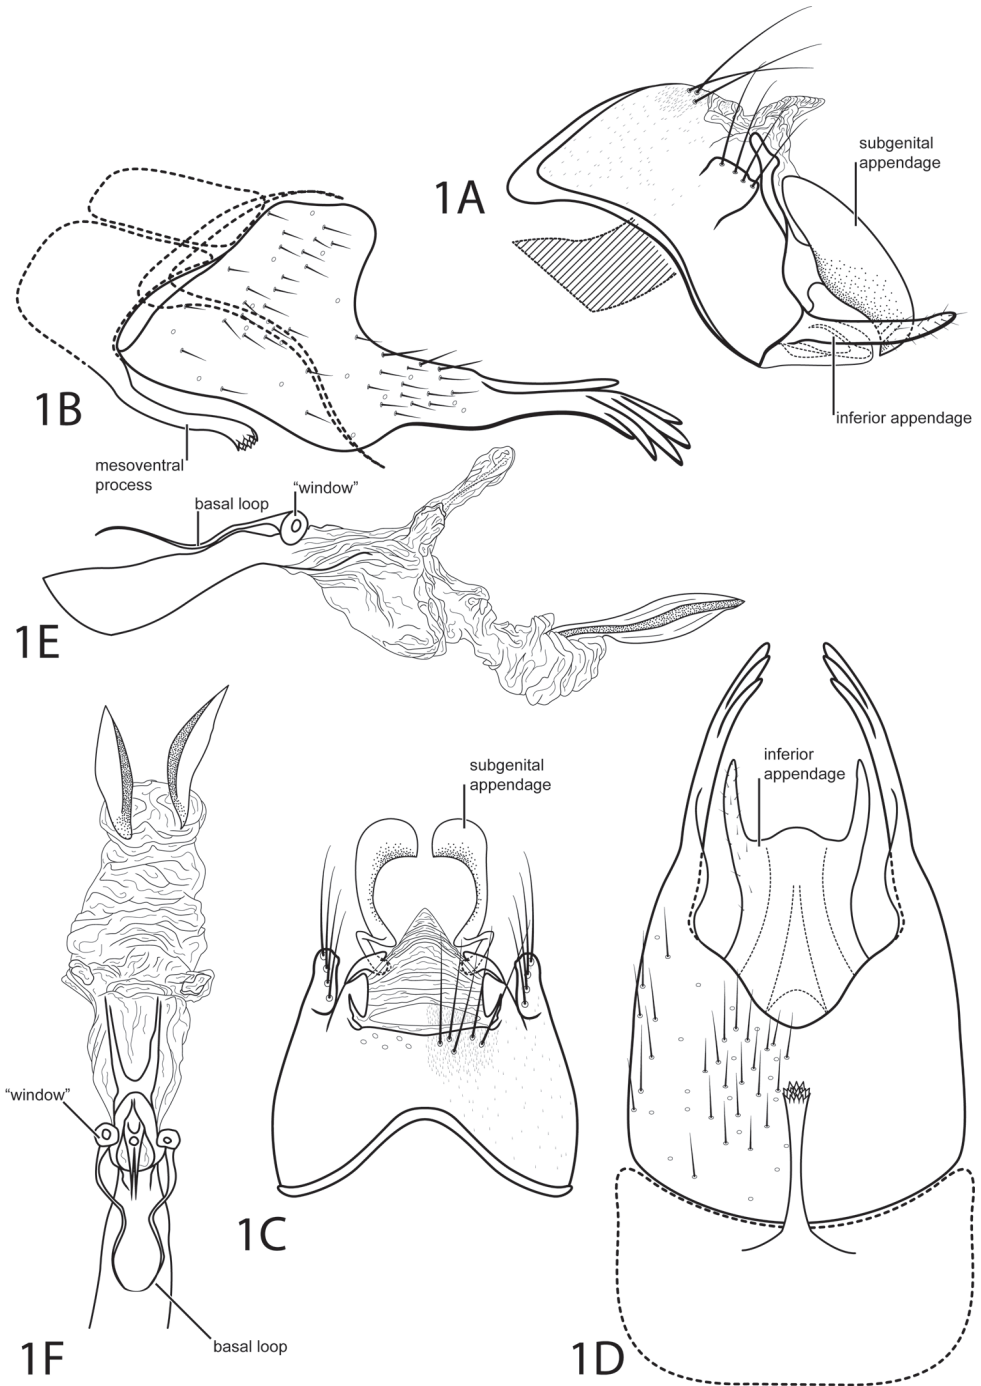 1A
subgenital
appendage
inferior appendage
1B
mesoventral
process
basal loop
“window”
1E
subgenital
appendage
inferior
appendage
“window”
1C
basal loop
1F
1D